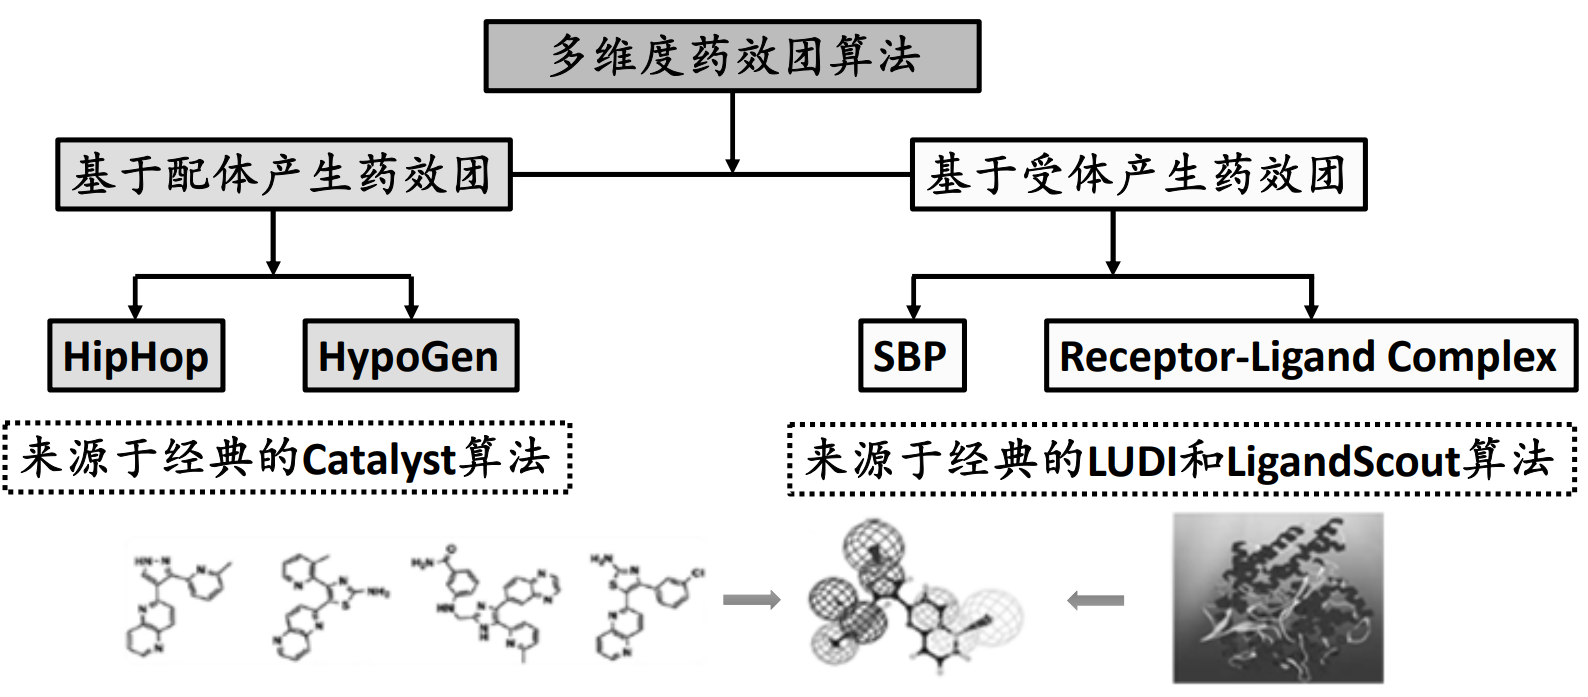 多维度药效团算法
基于配体产生药效团
基于受体产生药效团
HipHop
HypoGen
SBP
Receptor-Ligand Complex
来源于经典的Catalyst算法
来源于经典的LUDI和LigandScout算法
HN-N
N
N
N
N
N
S
NH₂
N
N
H₂N
O
HN
N
N
N
N
H
N
H₂N
N
S
Cl
N
N